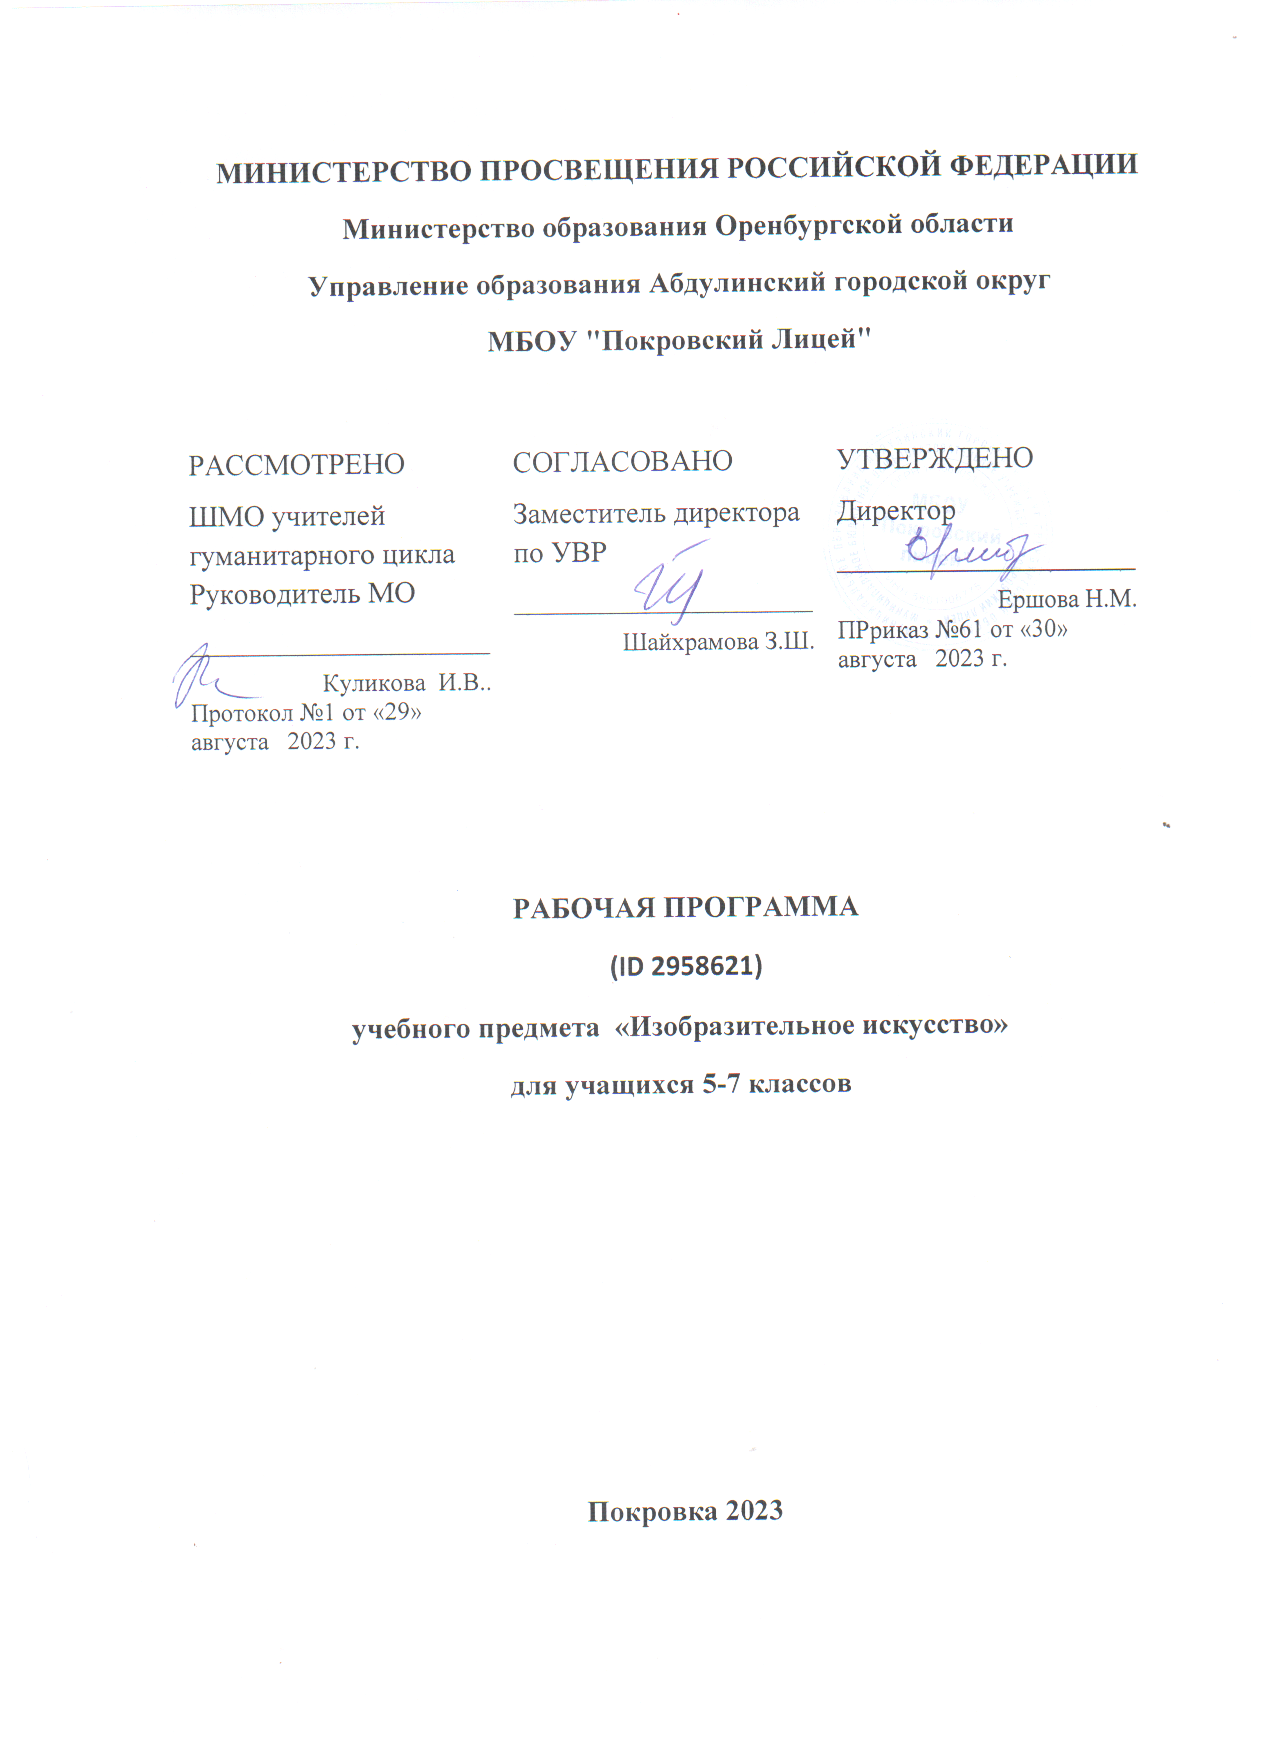 МИНИСТЕРСТВО ПРОСВЕЩЕНИЯ РОССИЙСКОЙ ФЕДЕРАЦИИ
Министерство образования Оренбургской области
Управление образования Абдулинский городской округ
МБОУ "Покровский Лицей"
РАССМОТРЕНО
ШМО учителей
гуманитарного цикла
Руководитель МО
Куликова  И.В..
Протокол №1 от «29»
августа   2023 г.
СОГЛАСОВАНО
Заместитель директора
по УВР
Шайхрамова З.Ш.
УТВЕРЖДЕНО
Директор
Ершова Н.М.
ПРриказ №61 от «30»
августа   2023 г.
РАБОЧАЯ ПРОГРАММА
(ID 2958621)
учебного предмета  «Изобразительное искусство»
для учащихся 5-7 классов
Покровка 2023